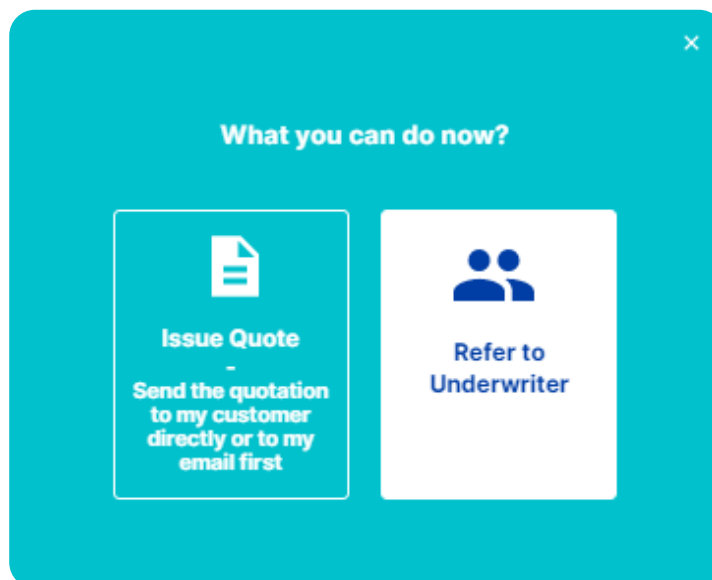 What you can do now?
Issue Quote
-
Send the quotation
to my customer
directly or to my
email first
Refer to
Underwriter